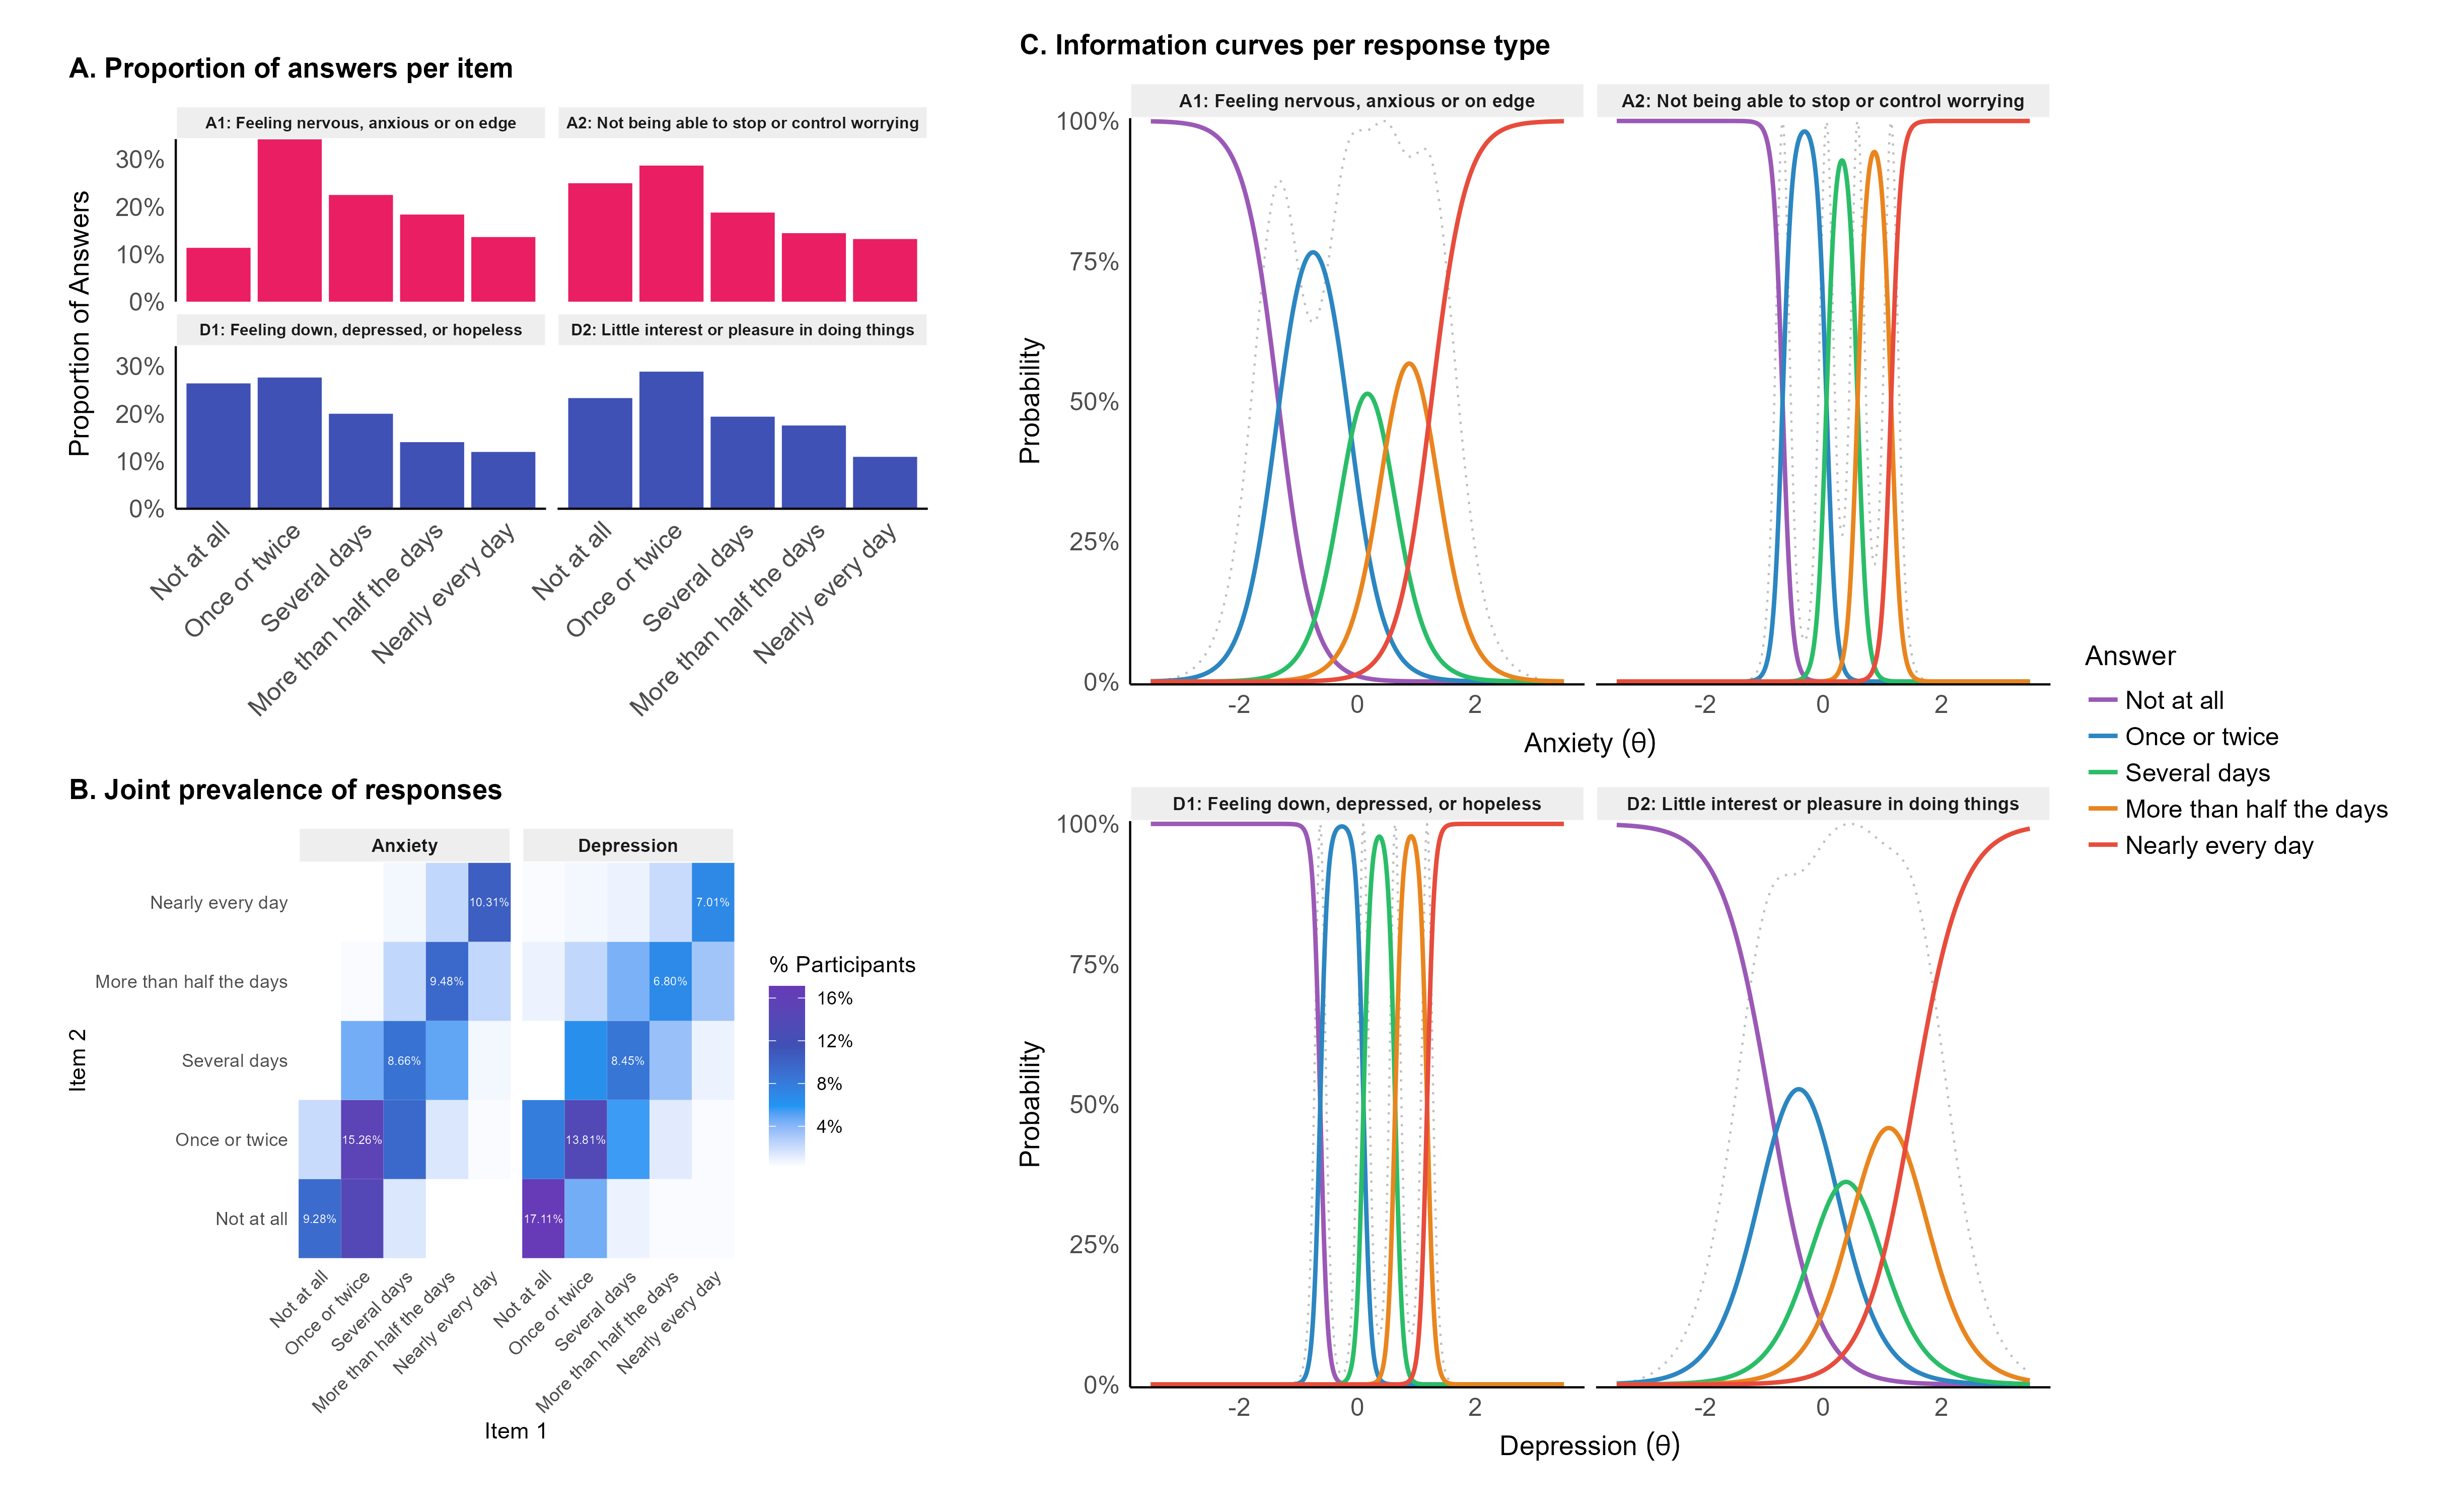 A. Proportion of answers per item
A1: Feeling nervous, anxious or on edge
A2: Not being able to stop or control worrying
30%
20%
10%
0%
D1: Feeling down, depressed, or hopeless
D2: Little interest or pleasure in doing things
30%
20%
10%
0%
Proportion of Answers
Not at all
Once or twice
Several days
More than half the days
Nearly every day
Not at all
Once or twice
Several days
More than half the days
Nearly every day
B. Joint prevalence of responses
Anxiety
Depression
Nearly every day
More than half the days
Several days
Once or twice
Not at all
Item 2
10.31%
7.01%
9.48%
6.80%
8.66%
8.45%
15.26%
13.81%
9.28%
17.11%
Not at all
Once or twice
Several days
More than half the days
Nearly every day
Not at all
Once or twice
Several days
More than half the days
Nearly every day
Item 1
% Participants
16%
12%
8%
4%
C. Information curves per response type
A1: Feeling nervous, anxious or on edge
A2: Not being able to stop or control worrying
100%
75%
50%
25%
0%
Probability
-2 0 2
-2 0 2
Anxiety (θ)
D1: Feeling down, depressed, or hopeless
D2: Little interest or pleasure in doing things
100%
75%
50%
25%
0%
Probability
-2 0 2
-2 0 2
Depression (θ)
Answer
Not at all
Once or twice
Several days
More than half the days
Nearly every day